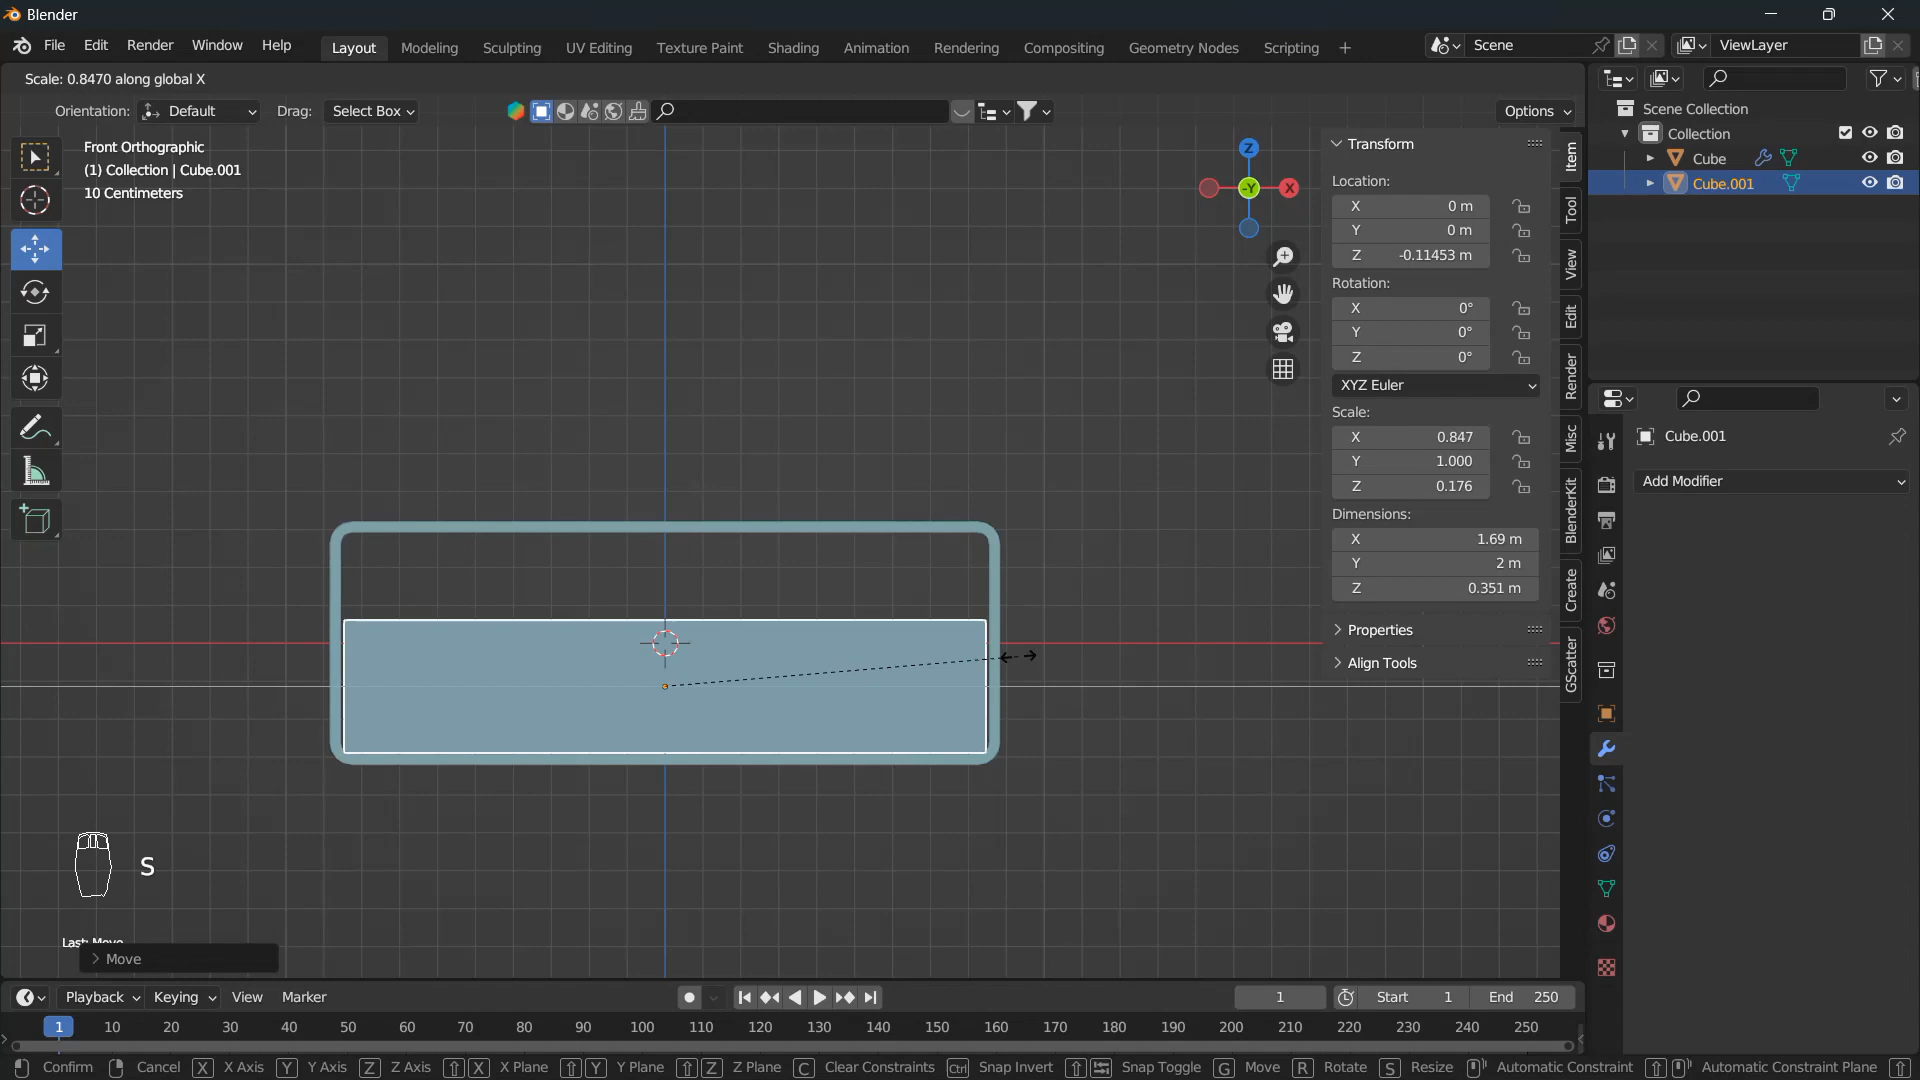 Blender
File Edit Render Window Help Layout Modeling Sculpting UV Editing Texture Paint Shading Animation Rendering Compositing Geometry Nodes Scripting + Scene ViewLayer
Scale: 0.8470 along global X
Orientation: Default Drag: Select Box Options
Front Orthographic
(1) Collection | Cube.001
10 Centimeters
Z
-Y
X
Transform
Location:
X 0 m
Y 0 m
Z -0.11453 m
Rotation:
X 0°
Y 0°
Z 0°
XYZ Euler
Scale:
X 0.847
Y 1.000
Z 0.176
Dimensions:
X 1.69 m
Y 2 m
Z 0.351 m
Properties
Align Tools
Item
Tool
View
Edit
Render
Misc
BlenderKit
Create
GScatter
Scene Collection
Collection
Cube
Cube.001
Cube.001
Add Modifier
S
Last: Move
Move
Playback Keying View Marker 1 Start 1 End 250
1 10 20 30 40 50 60 70 80 90 100 110 120 130 140 150 160 170 180 190 200 210 220 230 240 250
Confirm Cancel X X Axis Y Y Axis Z Z Axis X X Plane Y Y Plane Z Z Plane C Clear Constraints Ctrl Snap Invert Snap Toggle G Move R Rotate S Resize Automatic Constraint Automatic Constraint Plane